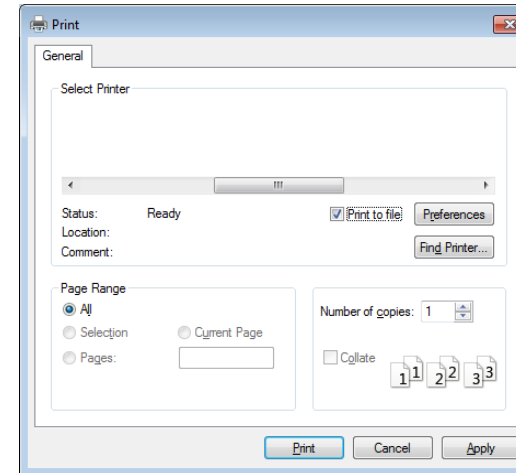 Print
General
Select Printer
Status: Ready
Print to file
Preferences
Location:
Comment:
Find Printer...
Page Range
All
Selection
Current Page
Pages:
Number of copies: 1
Collate
1 1 2 2 3 3
Print
Cancel
Apply